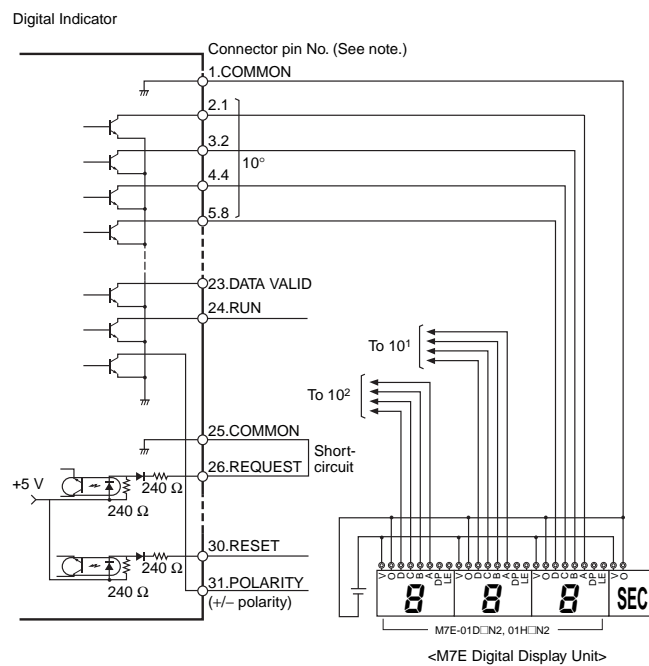 Digital Indicator
Connector pin No. (See note.)
1.COMMON
2.1
3.2
10°
4.4
5.8
23.DATA VALID
24.RUN
To 10¹
To 10²
25.COMMON
Short-
circuit
26.REQUEST
+5 V
240 Ω
240 Ω
30.RESET
240 Ω
31.POLARITY
240 Ω
(+/– polarity)
V O D C B A DP LE V O D C B A DP LE V O D C B A DP LE V O
8 8 8 SEC
M7E-01D□N2, 01H□N2
<M7E Digital Display Unit>